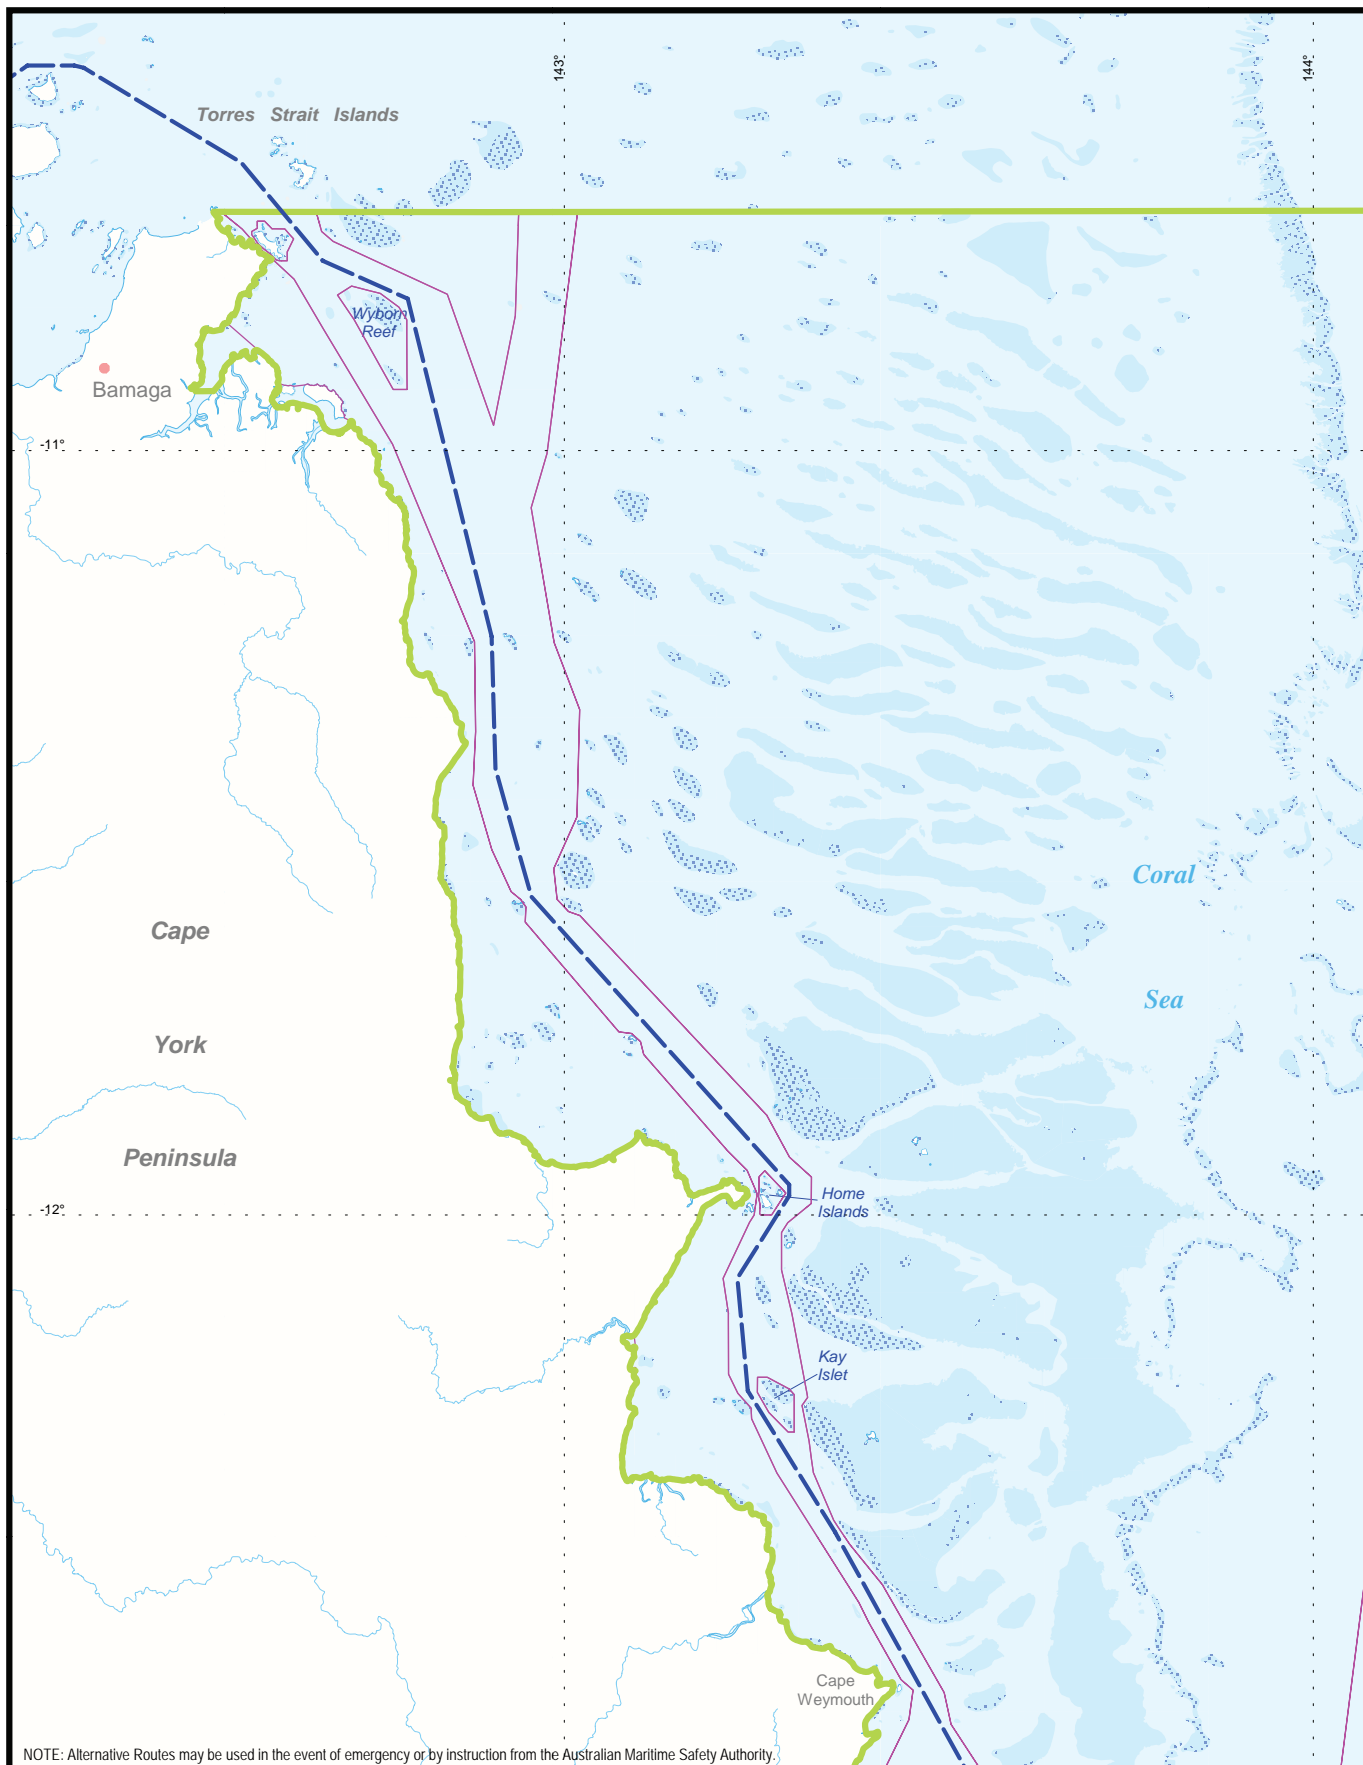 143°
144°
Torres Strait Islands
Wyborn
Reef
Bamaga
-11°
Coral
Cape
Sea
York
Peninsula
Home
Islands
-12°
Kay
Islet
Cape
Weymouth
NOTE: Alternative Routes may be used in the event of emergency or by instruction from the Australian Maritime Safety Authority.